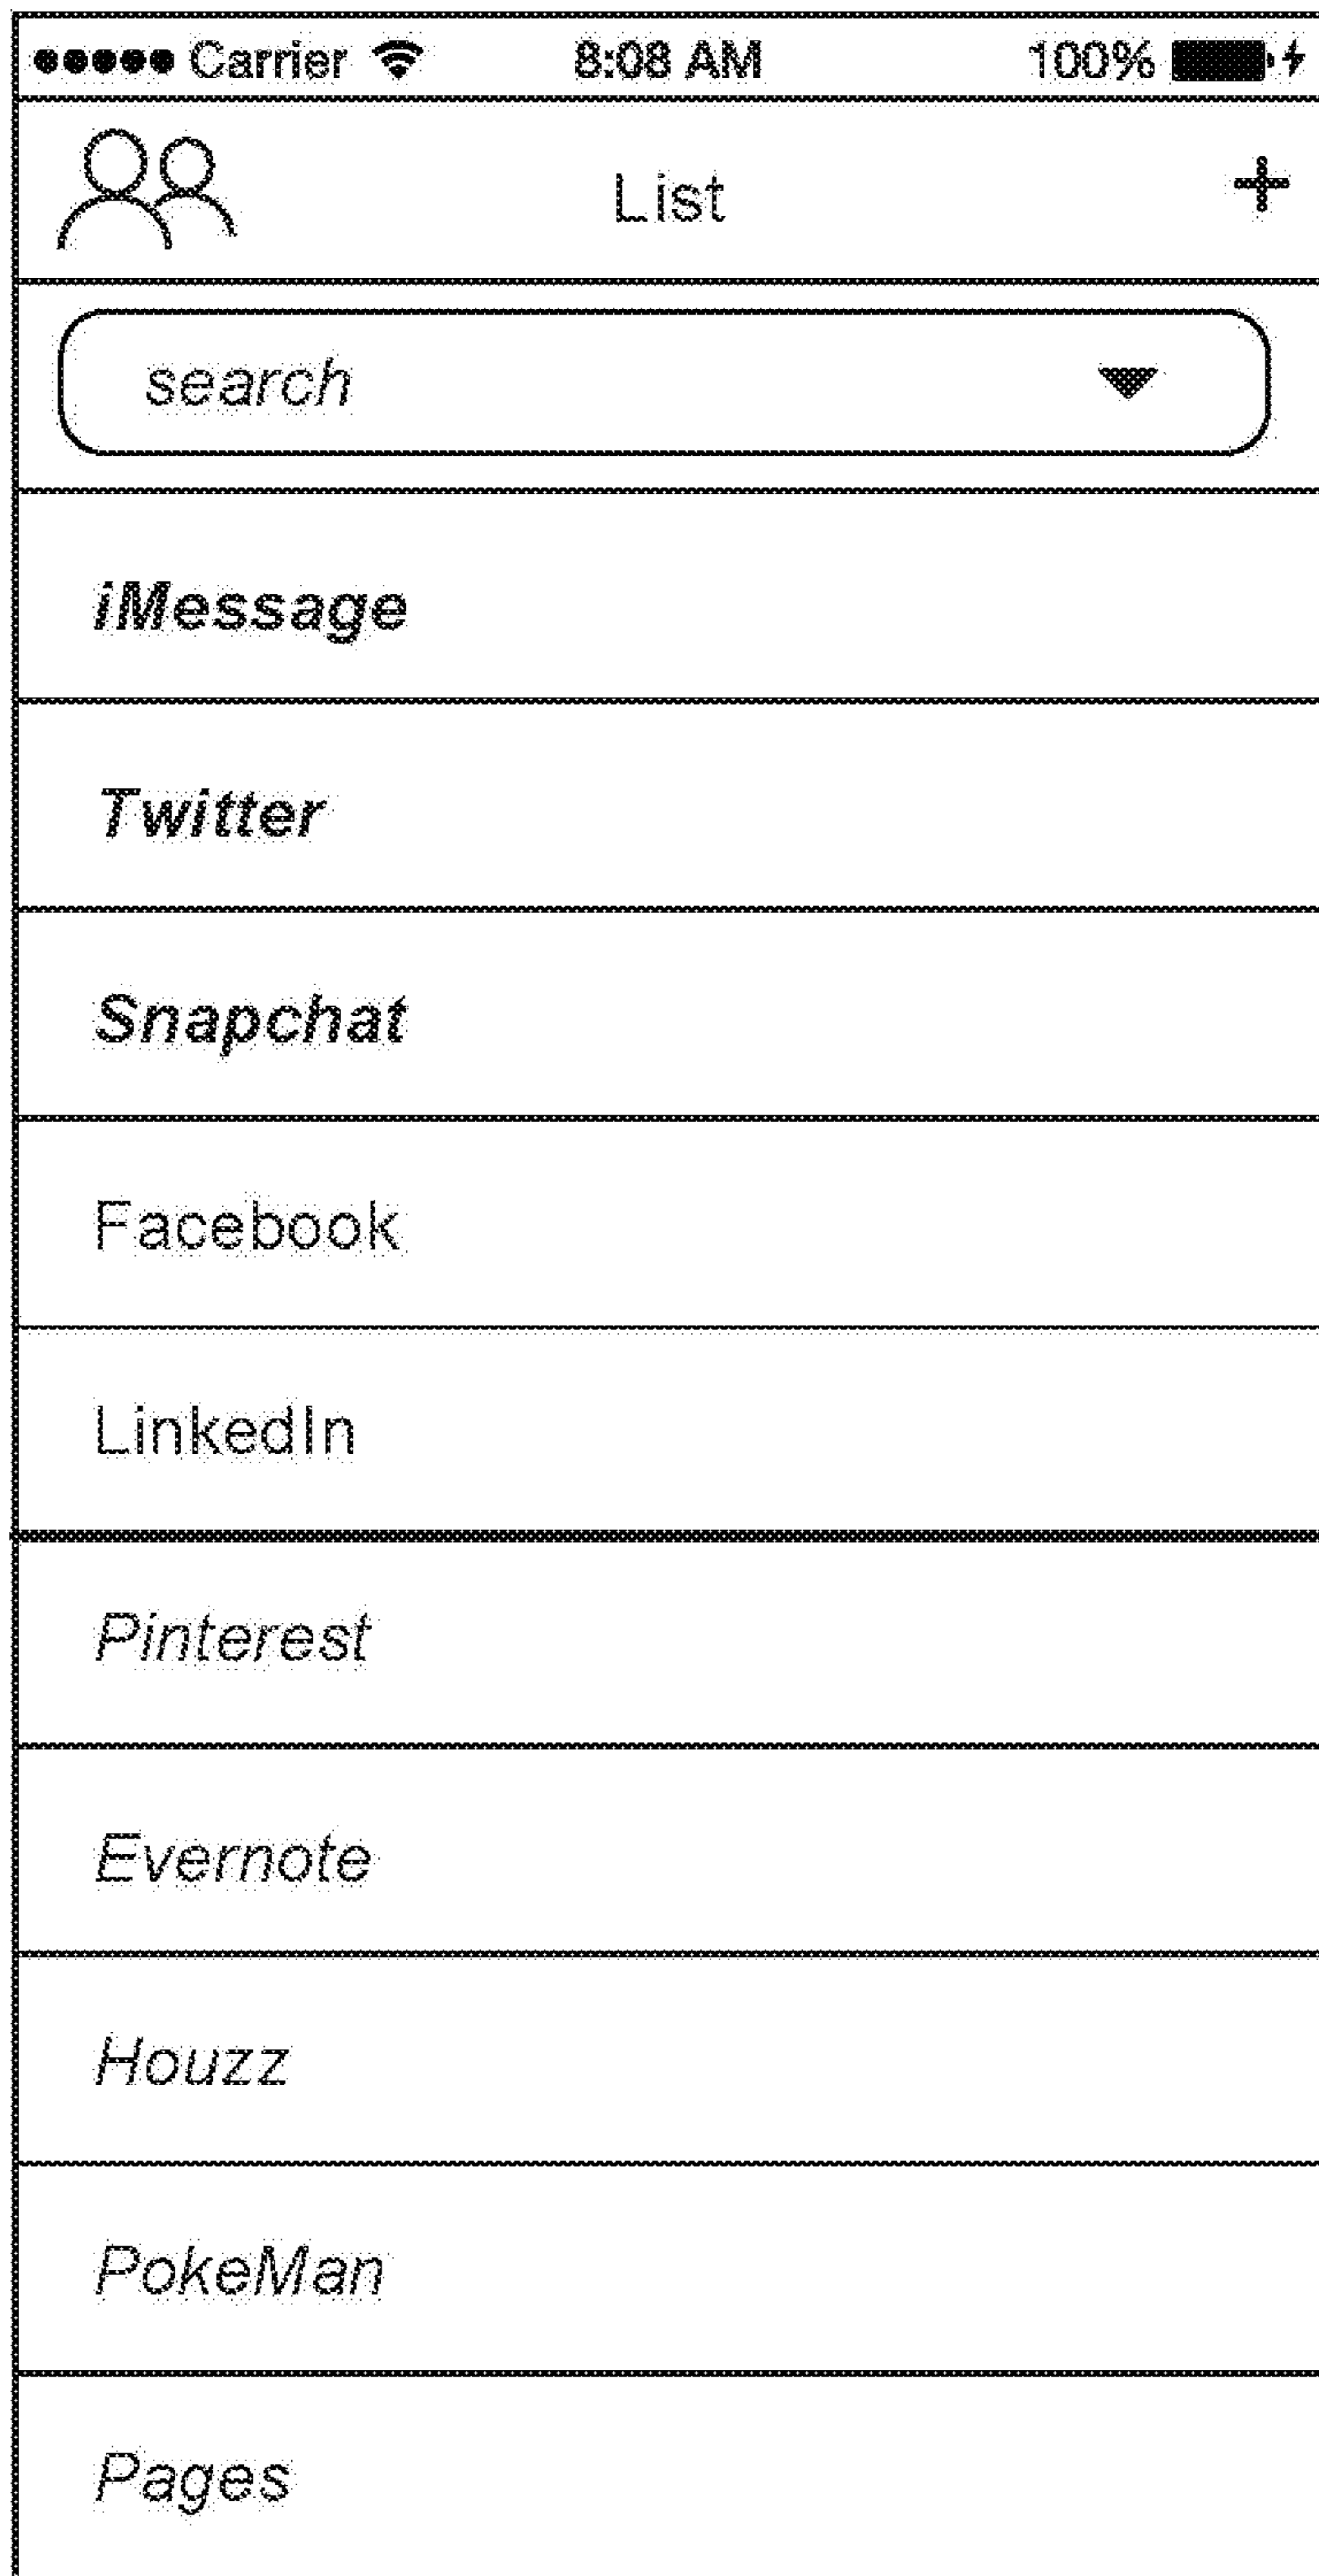 Carrier 8:08 AM 100%
List +
search
iMessage
Twitter
Snapchat
Facebook
LinkedIn
Pinterest
Evernote
Houzz
PokeMan
Pages